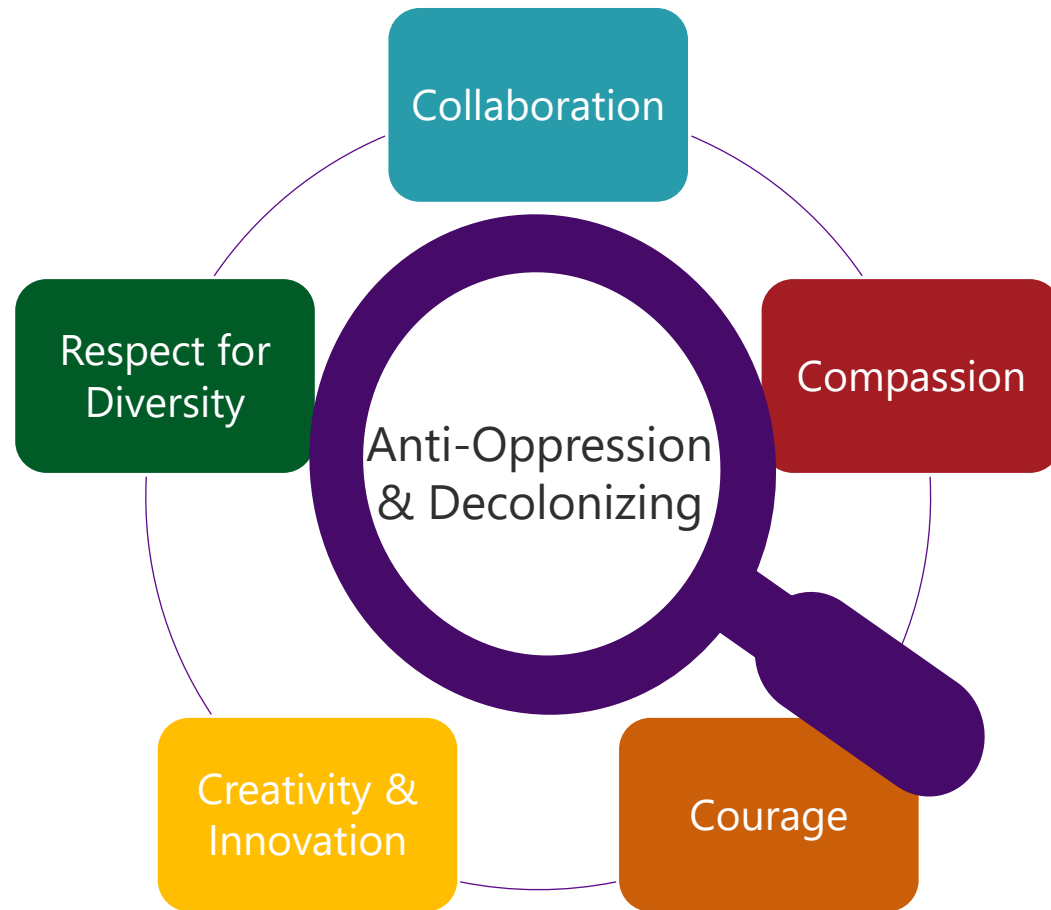 Collaboration
Respect for
Diversity
Compassion
Anti-Oppression
& Decolonizing
Creativity &
Innovation
Courage